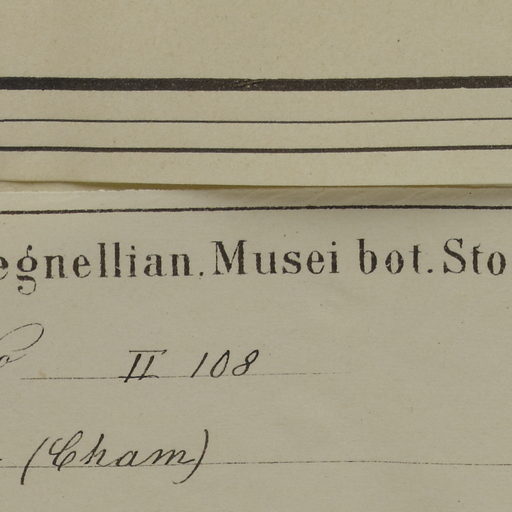 egnellian. Musei bot. Sto
o II 108
(Cham)